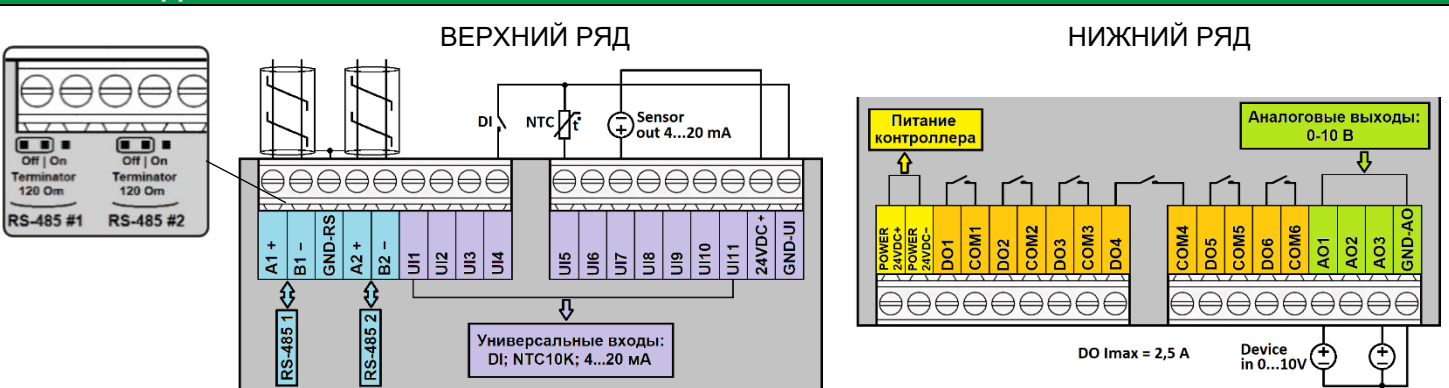 ВЕРХНИЙ РЯД
НИЖНИЙ РЯД
Off | On
Terminator
120 Om
RS-485 #1
Off | On
Terminator
120 Om
RS-485 #2
DI
NTC
t°
Sensor
out 4...20 mA
A1 +
B1 −
GND-RS
A2 +
B2 −
UI1
UI2
UI3
UI4
UI5
UI6
UI7
UI8
UI9
UI10
UI11
24VDC +
GND-UI
RS-485 1
RS-485 2
Универсальные входы:
DI; NTC10K; 4...20 мА
Питание
контроллера
Аналоговые выходы:
0-10 В
POWER
24VDC+
POWER
24VDC−
DO1
COM1
DO2
COM2
DO3
COM3
DO4
COM4
DO5
COM5
DO6
COM6
AO1
AO2
AO3
GND-AO
DO Imax = 2,5 A
Device
in 0...10V